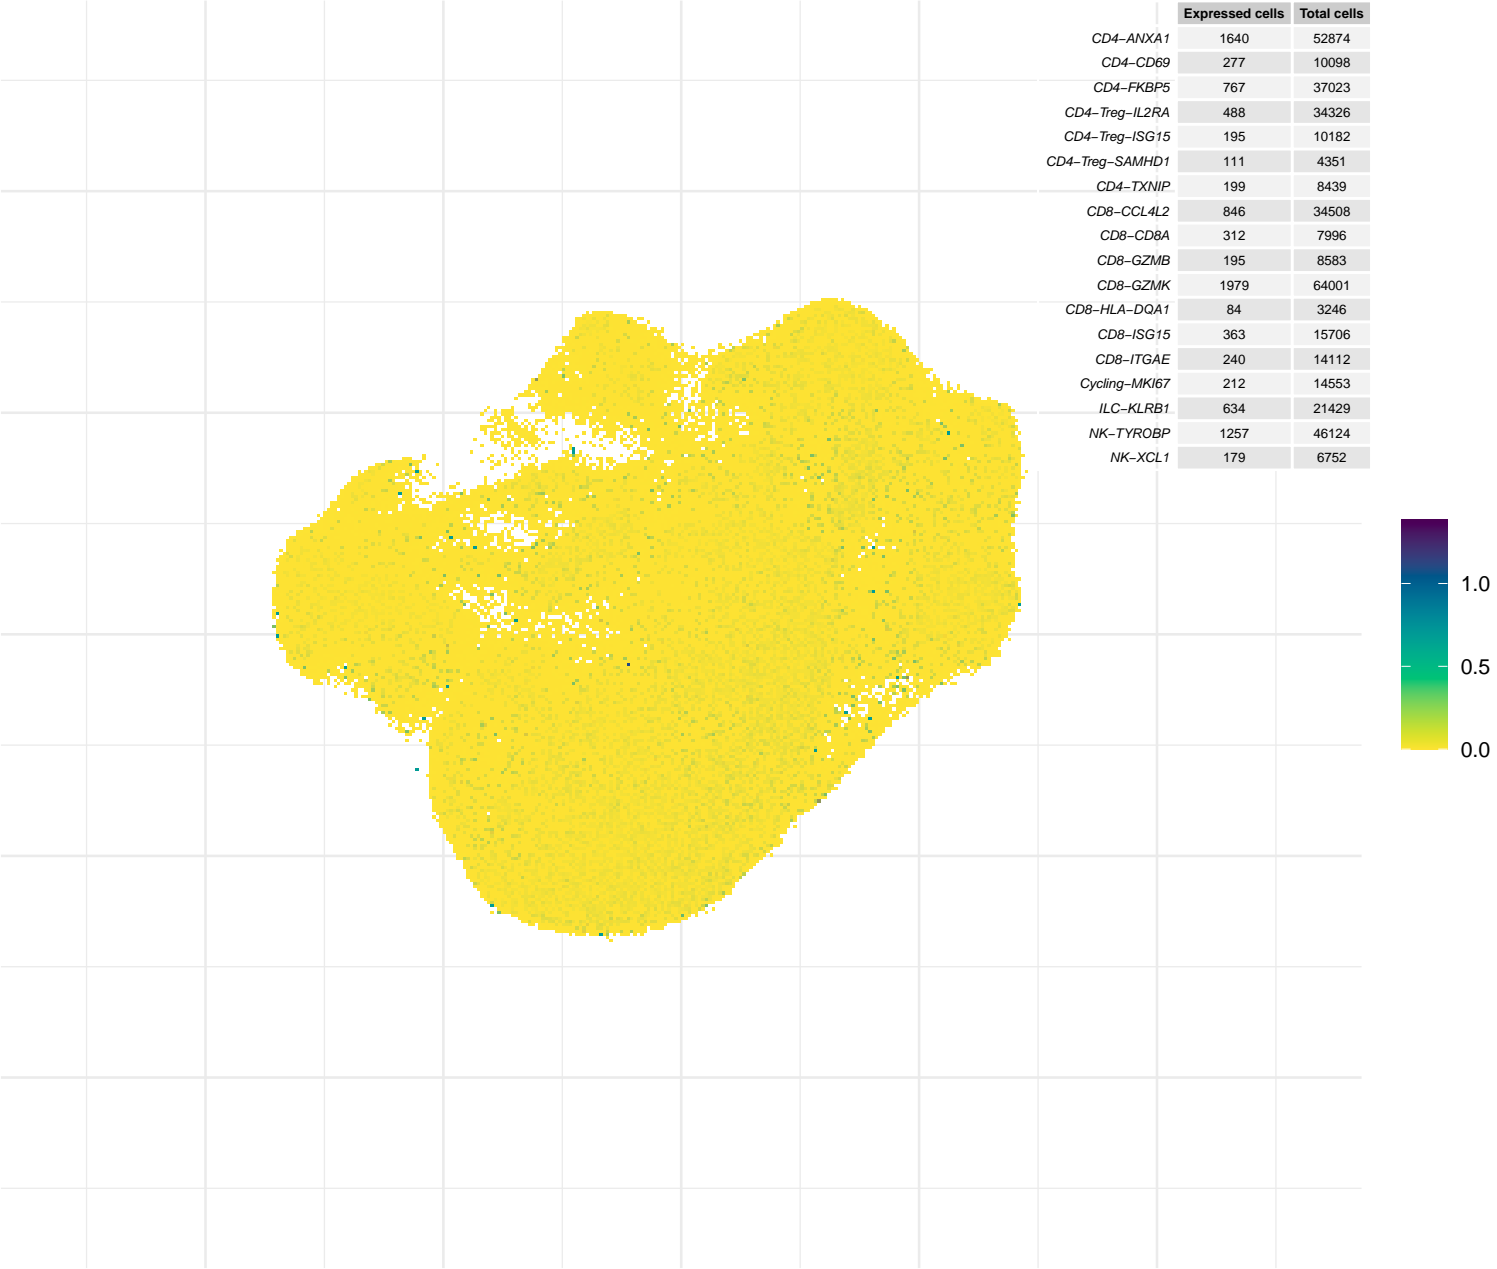 Expressed cells Total cells
CD4−ANXA1 1640 52874
CD4−CD69 277 10098
CD4−FKBP5 767 37023
CD4−Treg−IL2RA 488 34326
CD4−Treg−ISG15 195 10182
CD4−Treg−SAMHD1 111 4351
CD4−TXNIP 199 8439
CD8−CCL4L2 846 34508
CD8−CD8A 312 7996
CD8−GZMB 195 8583
CD8−GZMK 1979 64001
CD8−HLA−DQA1 84 3246
CD8−ISG15 363 15706
CD8−ITGAE 240 14112
Cycling−MKI67 212 14553
ILC−KLRB1 634 21429
NK−TYROBP 1257 46124
NK−XCL1 179 6752
1.0
0.5
0.0